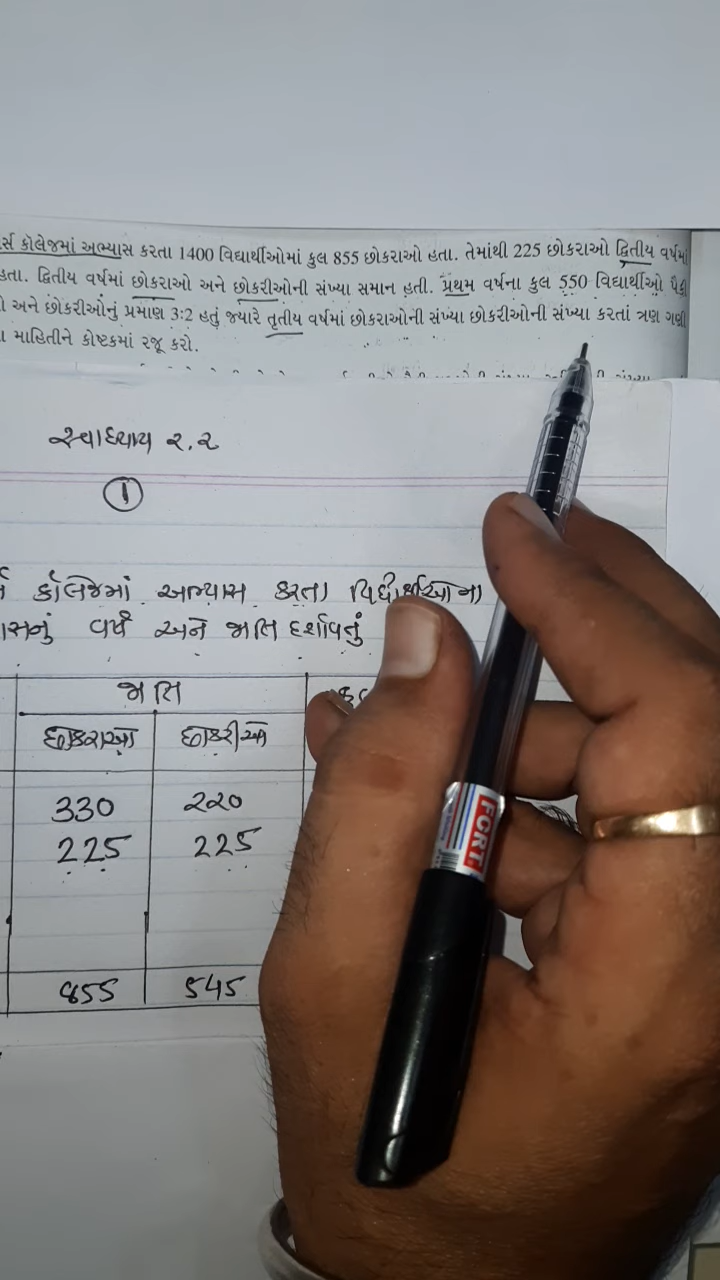 ર્સ કૉલેજમાં અભ્યાસ કરતા 1400 વિદ્યાર્થીઓમાં કુલ 855 છોકરાઓ હતા. તેમાંથી 225 છોકરાઓ દ્વિતીય વર્ષમાં
હતા. દ્વિતીય વર્ષમાં છોકરાઓ અને છોકરીઓની સંખ્યા સમાન હતી. પ્રથમ વર્ષના કુલ 550 વિદ્યાર્થીઓ પૈકી
અને છોકરીઓનું પ્રમાણ 3:2 હતું જ્યારે તૃતીય વર્ષમાં છોકરાઓની સંખ્યા છોકરીઓની સંખ્યા કરતાં ત્રણ ગણી
માહિતીને કોષ્ટકમાં રજૂ કરો.
સ્વાધ્યાય ૨.૨
1
કૉલેજમાં અભ્યાસ કરતા વિદ્યાર્થીઓના
વર્ષ અને જાતિ દર્શાવતું
જાતિ
છોકરાઓ છોકરીઓ
330 ૨૨૦
225 225
855 545
FCRT